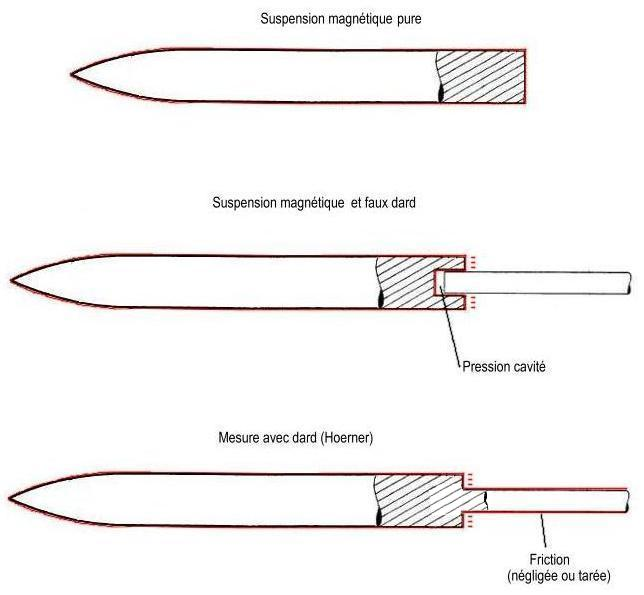 Suspension magnétique pure
Suspension magnétique et faux dard
Pression cavité
Mesure avec dard (Hoerner)
Friction
(négligée ou tarée)